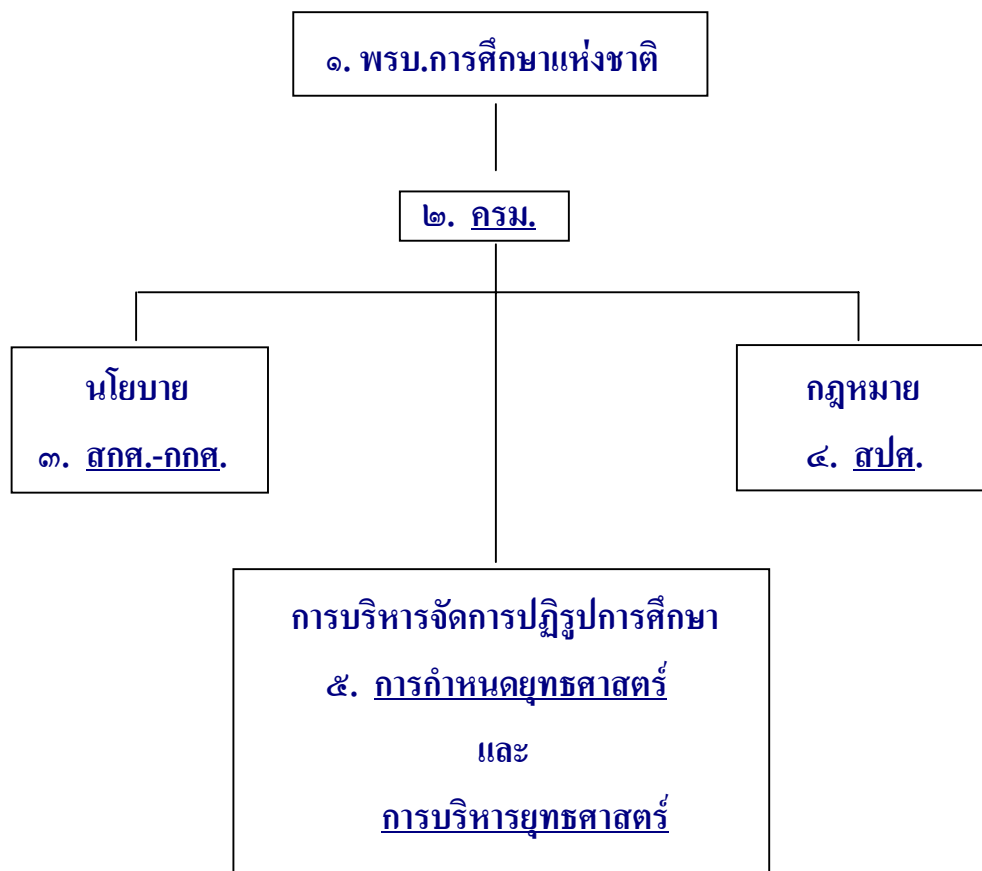 ๑. พรบ.การศึกษาแห่งชาติ
๒. ครม.
นโยบาย
๓. สกศ.-กกศ.
กฎหมาย
๔. สปศ.
การบริหารจัดการปฏิรูปการศึกษา
๕. การกำหนดยุทธศาสตร์
และ
การบริหารยุทธศาสตร์